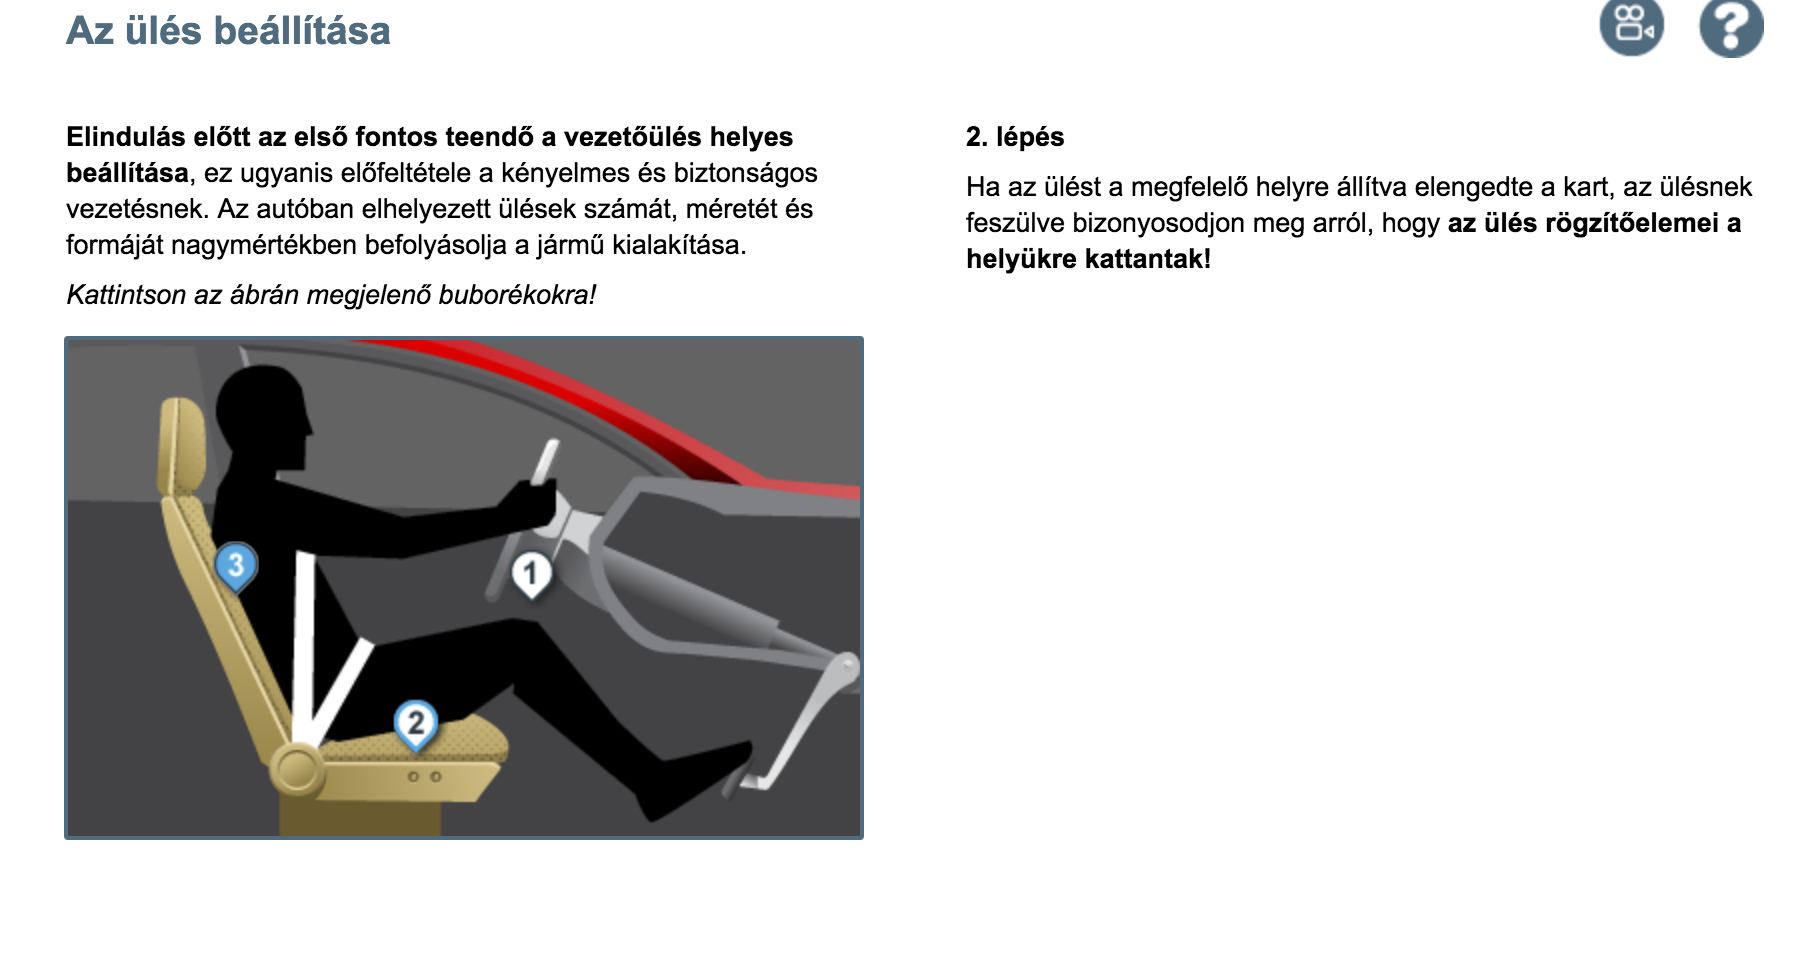 Az ülés beállítása
Elindulás előtt az első fontos teendő a vezetőülés helyes
beállítása, ez ugyanis előfeltétele a kényelmes és biztonságos
vezetésnek. Az autóban elhelyezett ülések számát, méretét és
formáját nagymértékben befolyásolja a jármű kialakítása.
Kattintson az ábrán megjelenő buborékokra!
3
1
2
2. lépés
Ha az ülést a megfelelő helyre állítva elengedte a kart, az ülésnek
feszülve bizonyosodjon meg arról, hogy az ülés rögzítőelemei a
helyükre kattantak!